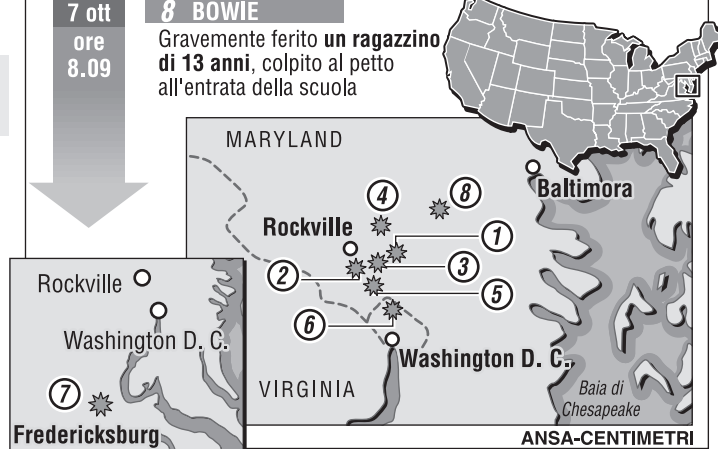 7 ott
ore
8.09
8 BOWIE
Gravemente ferito un ragazzino
di 13 anni, colpito al petto
all'entrata della scuola
MARYLAND
Baltimora
4
8
Rockville
1
2
3
5
6
Washington D. C.
VIRGINIA
Baia di
Chesapeake
Rockville
Washington D. C.
7
Fredericksburg
ANSA-CENTIMETRI